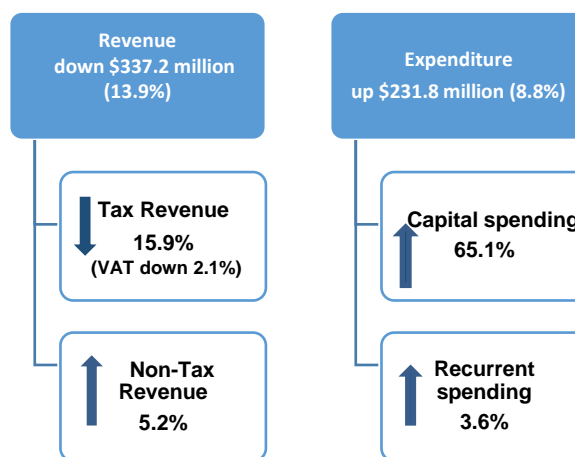 Revenue
down $337.2 million
(13.9%)
Expenditure
up $231.8 million (8.8%)
Tax Revenue
15.9%
(VAT down 2.1%)
Capital spending
65.1%
Non-Tax
Revenue
5.2%
Recurrent
spending
3.6%